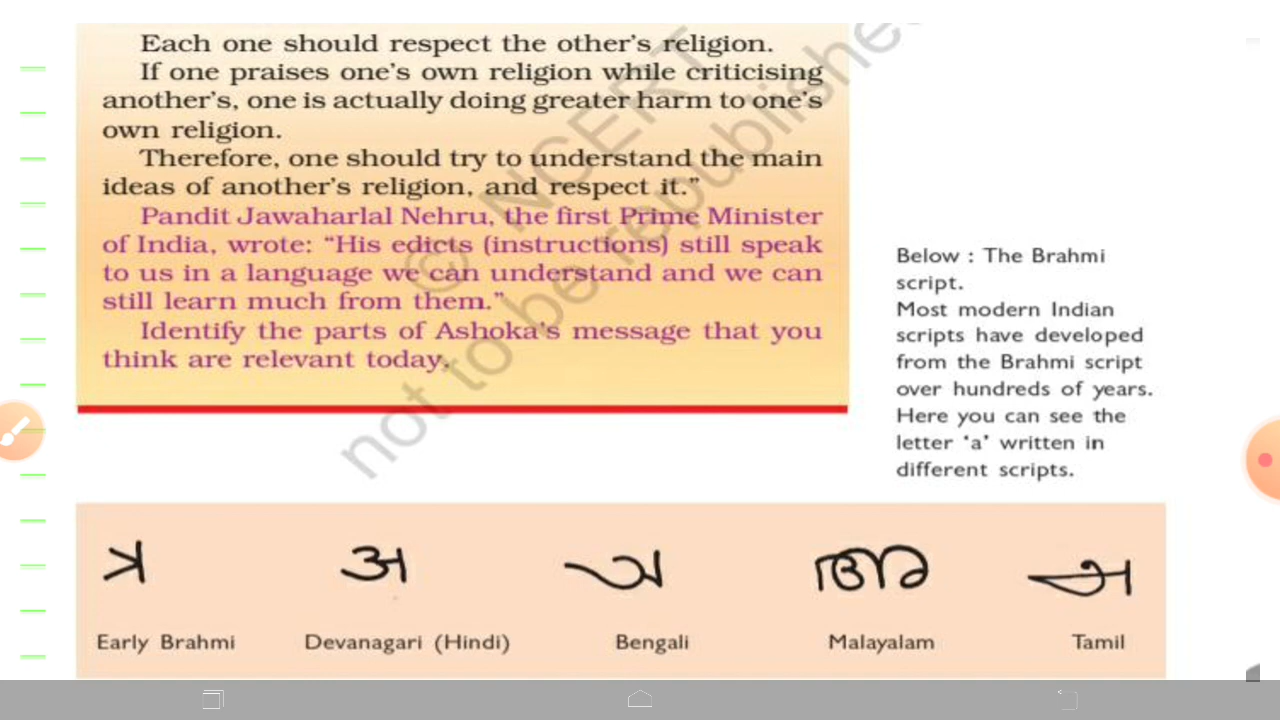 Each one should respect the other's religion.
If one praises one's own religion while criticising
another's, one is actually doing greater harm to one's
own religion.
Therefore, one should try to understand the main
ideas of another's religion, and respect it."
Pandit Jawaharlal Nehru, the first Prime Minister
of India, wrote: "His edicts (instructions) still speak
to us in a language we can understand and we can
still learn much from them."
Identify the parts of Ashoka's message that you
think are relevant today.
© NCERT
not to be republishe
Below : The Brahmi
script.
Most modern Indian
scripts have developed
from the Brahmi script
over hundreds of years.
Here you can see the
letter 'a' written in
different scripts.
𑀅 अ অ അ அ
Early Brahmi Devanagari (Hindi) Bengali Malayalam Tamil